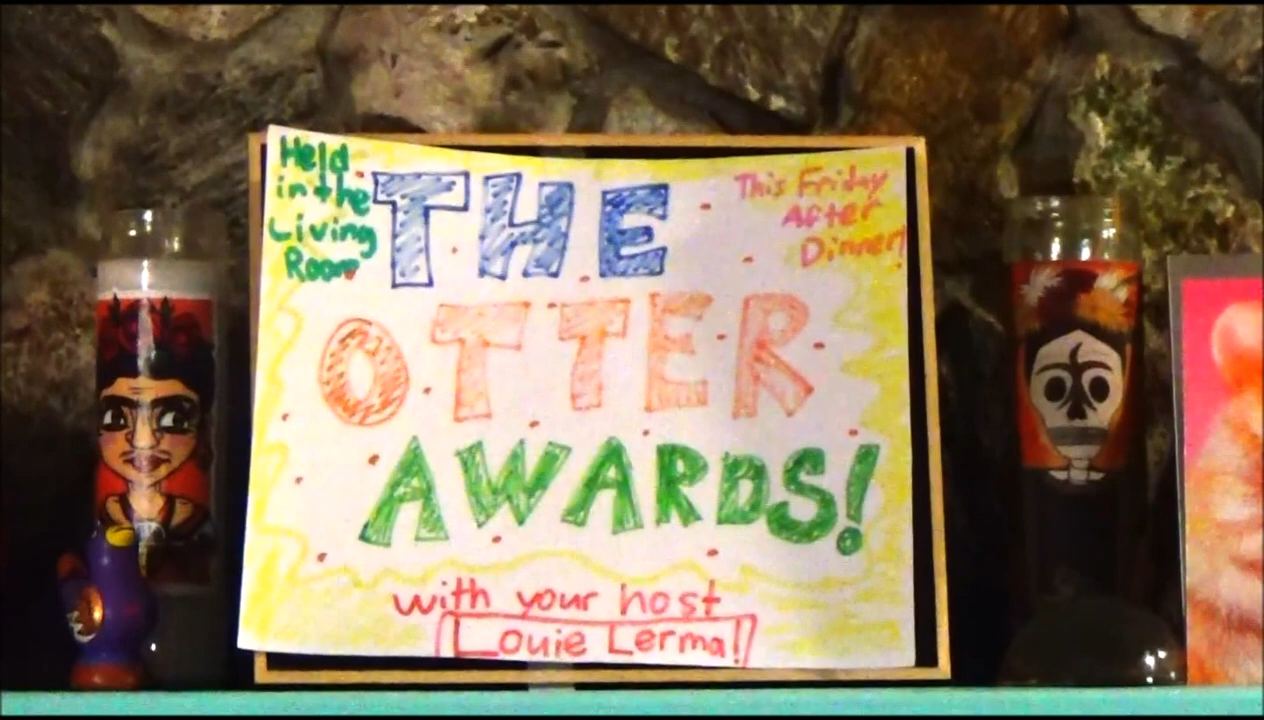 Held
in the
Living
Room
This Friday
After
Dinner!
THE
OTTER
AWARDS!
with your host
Louie Lerma!